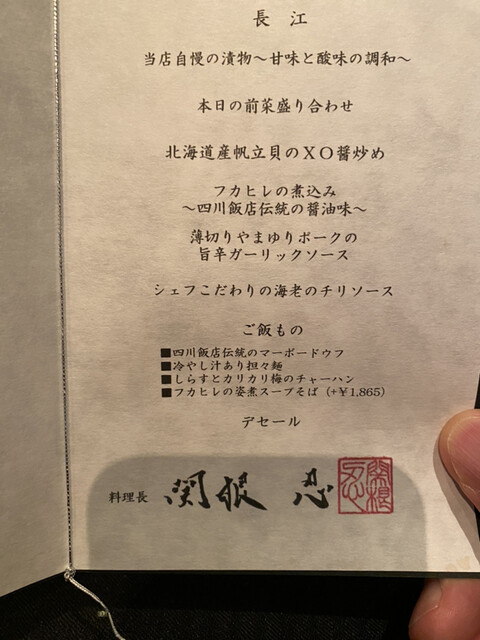 長江
当店自慢の漬物～甘味と酸味の調和～
本日の前菜盛り合わせ
北海道産帆立貝のXO醤炒め
フカヒレの煮込み
～四川飯店伝統の醤油味～
薄切りやまゆりポークの
旨辛ガーリックソース
シェフこだわりの海老のチリソース
ご飯もの
■四川飯店伝統のマーボードウフ
■冷やし汁あり担々麺
■しらすとカリカリ梅のチャーハン
■フカヒレの姿煮スープそば（+￥1,865）
デセール
料理長 関根 忍